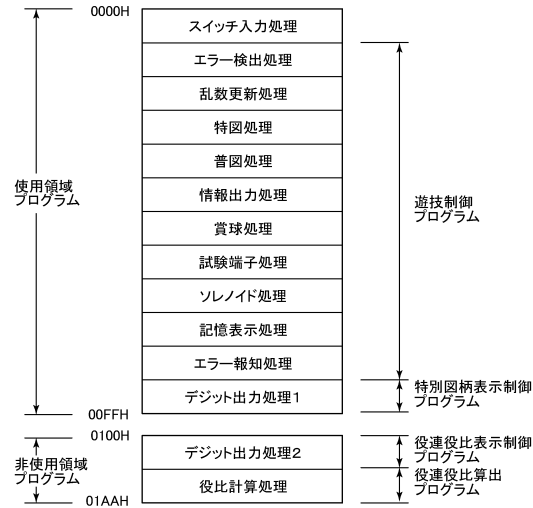 0000H
スイッチ入力処理
エラー検出処理
乱数更新処理
特図処理
普図処理
情報出力処理
賞球処理
試験端子処理
ソレノイド処理
記憶表示処理
エラー報知処理
デジット出力処理1
使用領域
プログラム
遊技制御
プログラム
特別図柄表示制御
プログラム
00FFH
0100H
デジット出力処理2
役比計算処理
非使用領域
プログラム
役連役比表示制御
プログラム
役連役比算出
プログラム
01AAH